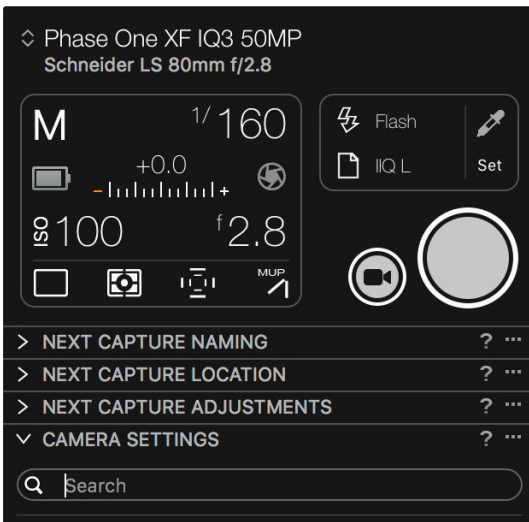 Phase One XF IQ3 50MP
Schneider LS 80mm f/2.8
M 1/160
+0.0
ISO 100 f2.8
MUP
Flash
IIQ L
Set
NEXT CAPTURE NAMING ? ...
NEXT CAPTURE LOCATION ? ...
NEXT CAPTURE ADJUSTMENTS ? ...
CAMERA SETTINGS ? ...
Search